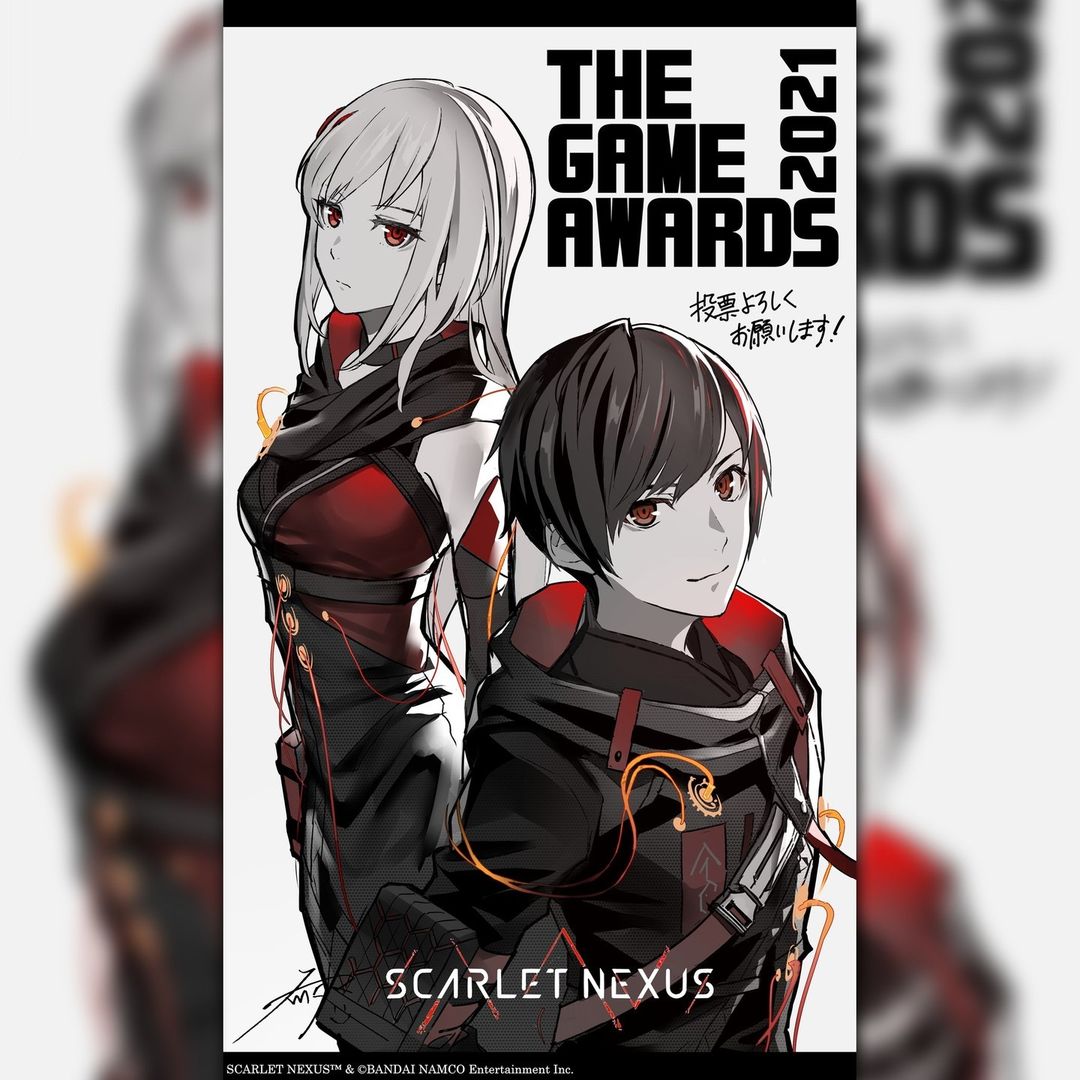 THE
GAME
AWARDS
2021
投票よろしく
お願いします!
SCARLET NEXUS
SCARLET NEXUS™ & ©BANDAI NAMCO Entertainment Inc.